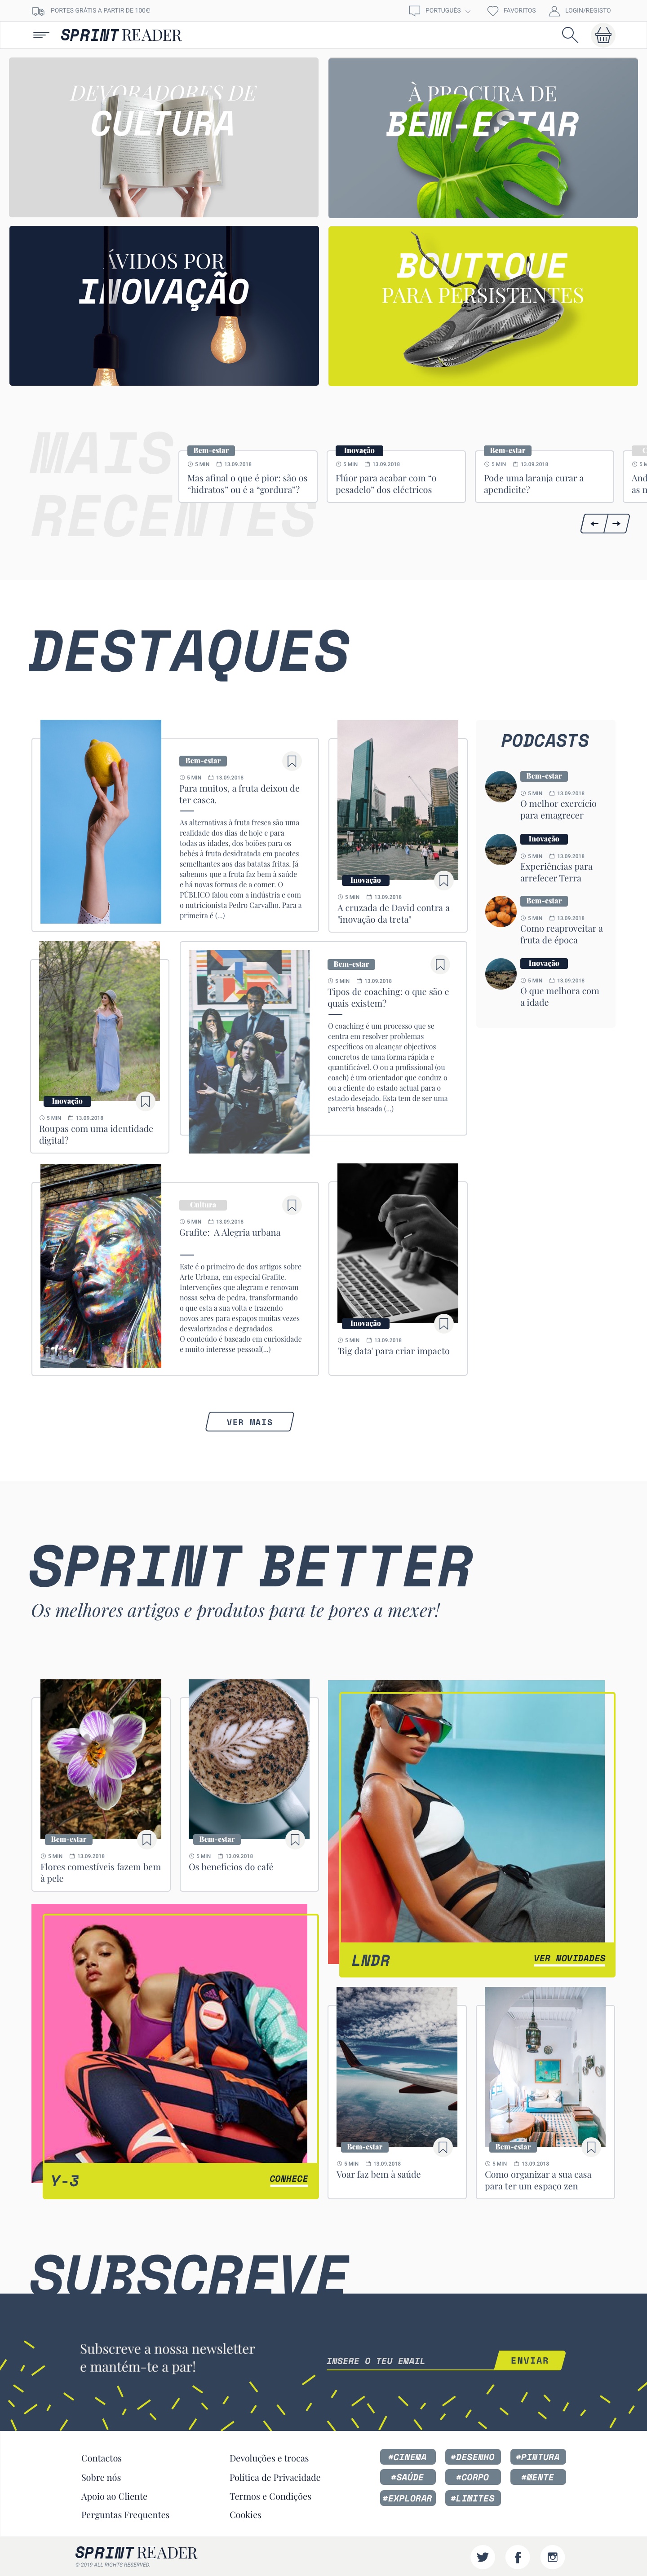 PORTES GRÁTIS A PARTIR DE 100€!
PORTUGUÊS
FAVORITOS
LOGIN/REGISTO
SPRINT READER
DEVORADORES DE
CULTURA
À PROCURA DE
BEM-ESTAR
ÁVIDOS POR
INOVAÇÃO
BOUTIQUE
PARA PERSISTENTES
MAIS
RECENTES
Bem-estar
5 MIN 13.09.2018
Mas afinal o que é pior: são os
“hidratos” ou é a “gordura”?
Inovação
5 MIN 13.09.2018
Flúor para acabar com “o
pesadelo” dos eléctricos
Bem-estar
5 MIN 13.09.2018
Pode uma laranja curar a
apendicite?
DESTAQUES
Bem-estar
5 MIN 13.09.2018
Para muitos, a fruta deixou de
ter casca.
As alternativas à fruta fresca são uma
realidade dos dias de hoje e para
todas as idades, dos boiões para os
bebés à fruta desidratada em pacotes
semelhantes aos das batatas fritas. Já
sabemos que a fruta faz bem à saúde
e há novas formas de a comer. O
PÚBLICO falou com a indústria e com
o nutricionista Pedro Carvalho. Para a
primeira é (...)
Inovação
5 MIN 13.09.2018
A cruzada de David contra a
"inovação da treta"
PODCASTS
Bem-estar
5 MIN 13.09.2018
O melhor exercício
para emagrecer
Inovação
5 MIN 13.09.2018
Experiências para
arrefecer Terra
Bem-estar
5 MIN 13.09.2018
Como reaproveitar a
fruta de época
Inovação
5 MIN 13.09.2018
O que melhora com
a idade
Inovação
5 MIN 13.09.2018
Roupas com uma identidade
digital?
Bem-estar
5 MIN 13.09.2018
Tipos de coaching: o que são e
quais existem?
O coaching é um processo que se
centra em resolver problemas
específicos ou alcançar objectivos
concretos de uma forma rápida e
quantificável. O ou a profissional (ou
coach) é um orientador que conduz o
ou a cliente do estado actual para o
estado desejado. Esta tem de ser uma
parceria baseada (...)
Cultura
5 MIN 13.09.2018
Grafite: A Alegria urbana
Este é o primeiro de dos artigos sobre
Arte Urbana, em especial Grafite.
Intervenções que alegram e renovam
nossa selva de pedra, transformando
o que esta a sua volta e trazendo
novos ares para espaços muitas vezes
desvalorizados e degradados.
O conteúdo é baseado em curiosidade
e muito interesse pessoal(...)
Inovação
5 MIN 13.09.2018
'Big data' para criar impacto
VER MAIS
SPRINT BETTER
Os melhores artigos e produtos para te pores a mexer!
Bem-estar
5 MIN 13.09.2018
Flores comestíveis fazem bem
à pele
Bem-estar
5 MIN 13.09.2018
Os benefícios do café
LNDR
VER NOVIDADES
Y-3
CONHECE
Bem-estar
5 MIN 13.09.2018
Voar faz bem à saúde
Bem-estar
5 MIN 13.09.2018
Como organizar a sua casa
para ter um espaço zen
SUBSCREVE
Subscreve a nossa newsletter
e mantém-te a par!
INSERE O TEU EMAIL
ENVIAR
Contactos
Sobre nós
Apoio ao Cliente
Perguntas Frequentes
Devoluções e trocas
Política de Privacidade
Termos e Condições
Cookies
#CINEMA #DESENHO #PINTURA
#SAÚDE #CORPO #MENTE
#EXPLORAR #LIMITES
SPRINT READER
© 2019 ALL RIGHTS RESERVED.